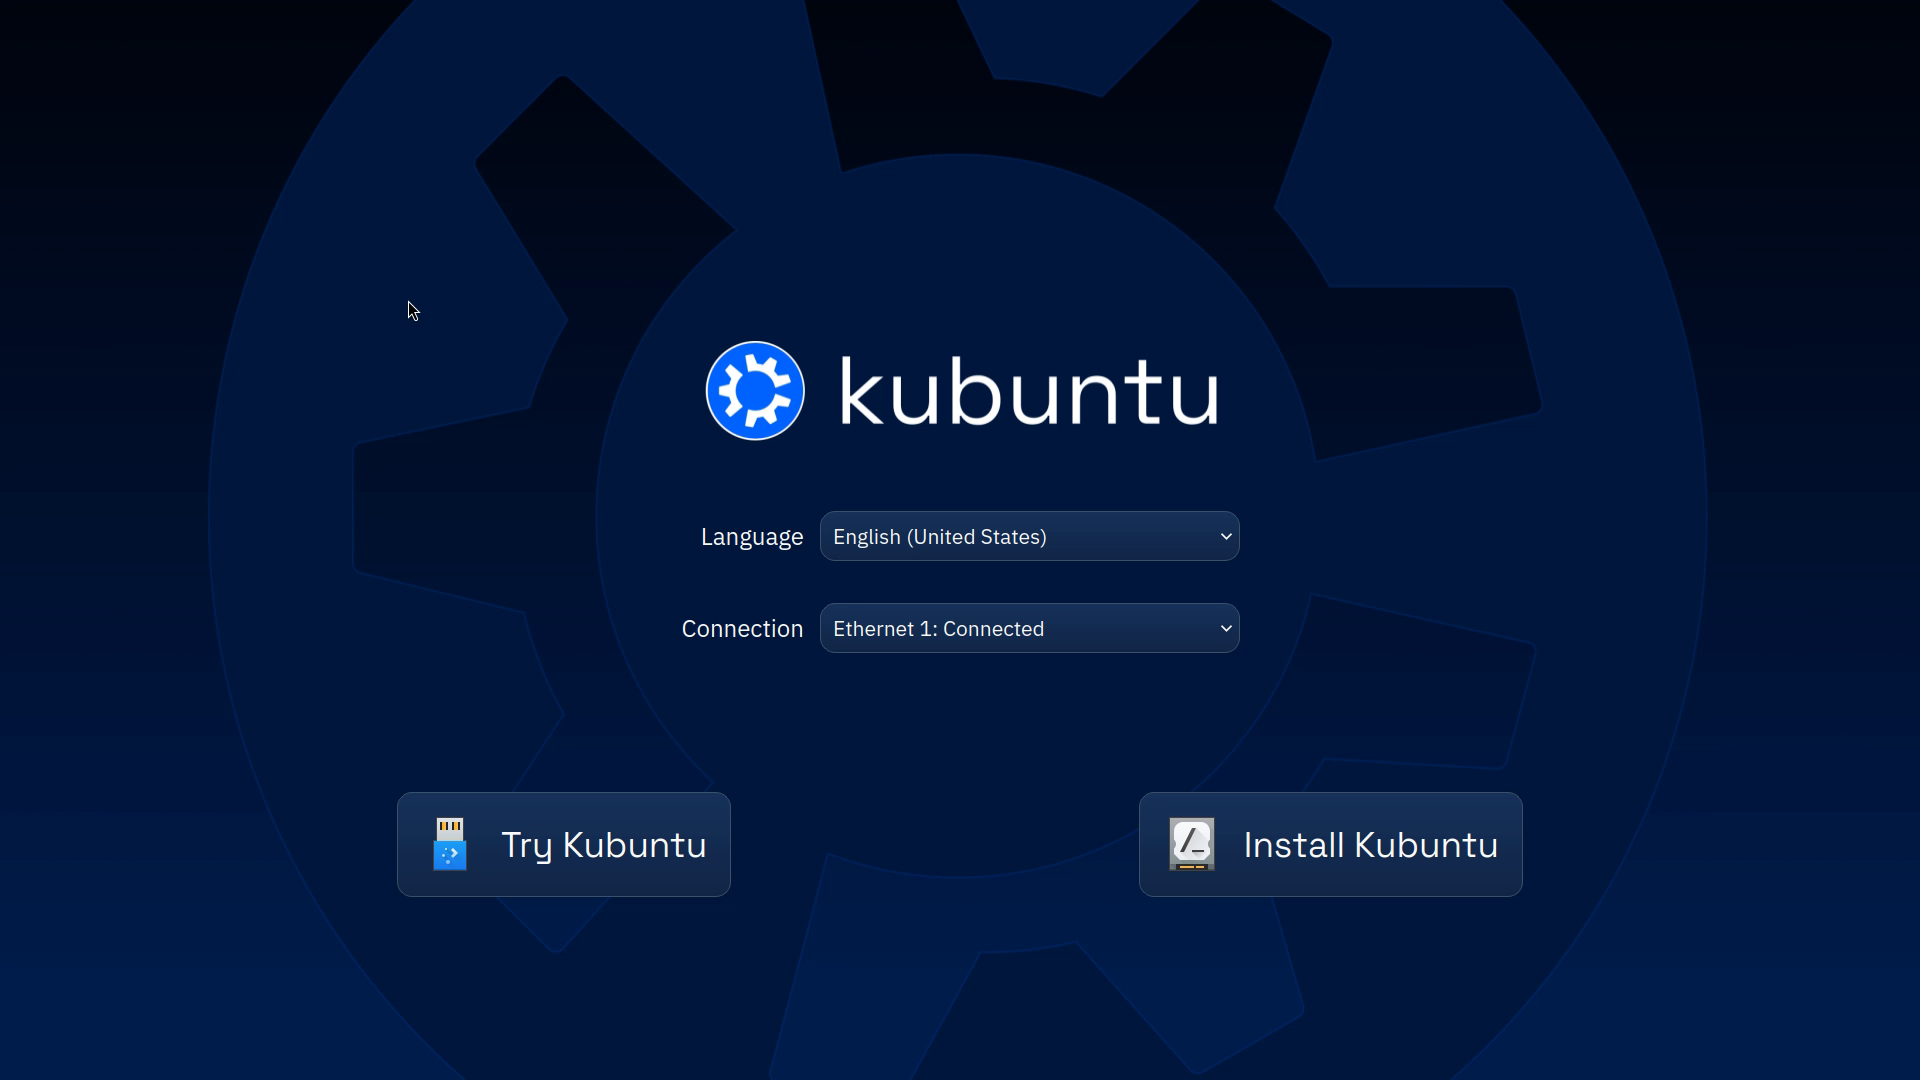 kubuntu
Language English (United States)
Connection Ethernet 1: Connected
Try Kubuntu
Install Kubuntu